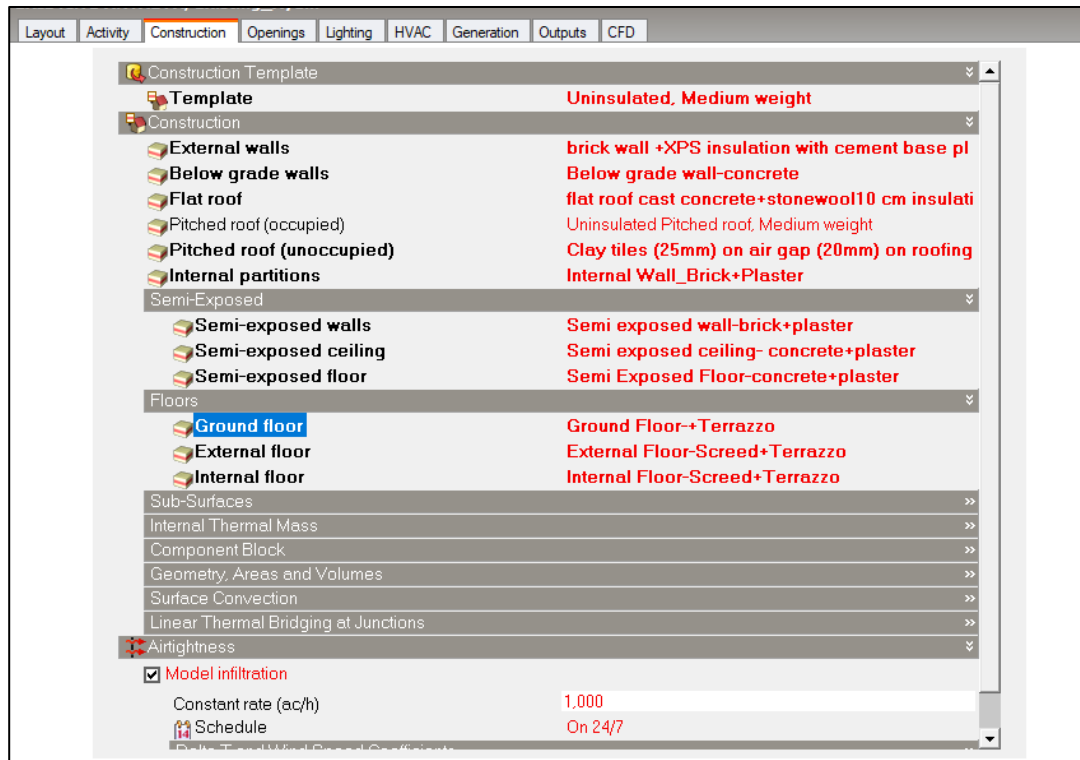 Layout Activity Construction Openings Lighting HVAC Generation Outputs CFD
Construction Template
Template Uninsulated, Medium weight
Construction
External walls brick wall +XPS insulation with cement base pl
Below grade walls Below grade wall-concrete
Flat roof flat roof cast concrete+stonewool10 cm insulati
Pitched roof (occupied) Uninsulated Pitched roof, Medium weight
Pitched roof (unoccupied) Clay tiles (25mm) on air gap (20mm) on roofing
Internal partitions Internal Wall_Brick+Plaster
Semi-Exposed
Semi-exposed walls Semi exposed wall-brick+plaster
Semi-exposed ceiling Semi exposed ceiling- concrete+plaster
Semi-exposed floor Semi Exposed Floor-concrete+plaster
Floors
Ground floor Ground Floor-+Terrazzo
External floor External Floor-Screed+Terrazzo
Internal floor Internal Floor-Screed+Terrazzo
Sub-Surfaces
Internal Thermal Mass
Component Block
Geometry, Areas and Volumes
Surface Convection
Linear Thermal Bridging at Junctions
Airtightness
Model infiltration
Constant rate (ac/h) 1,000
14 Schedule On 24/7
Delta T and Wind Speed Coefficients